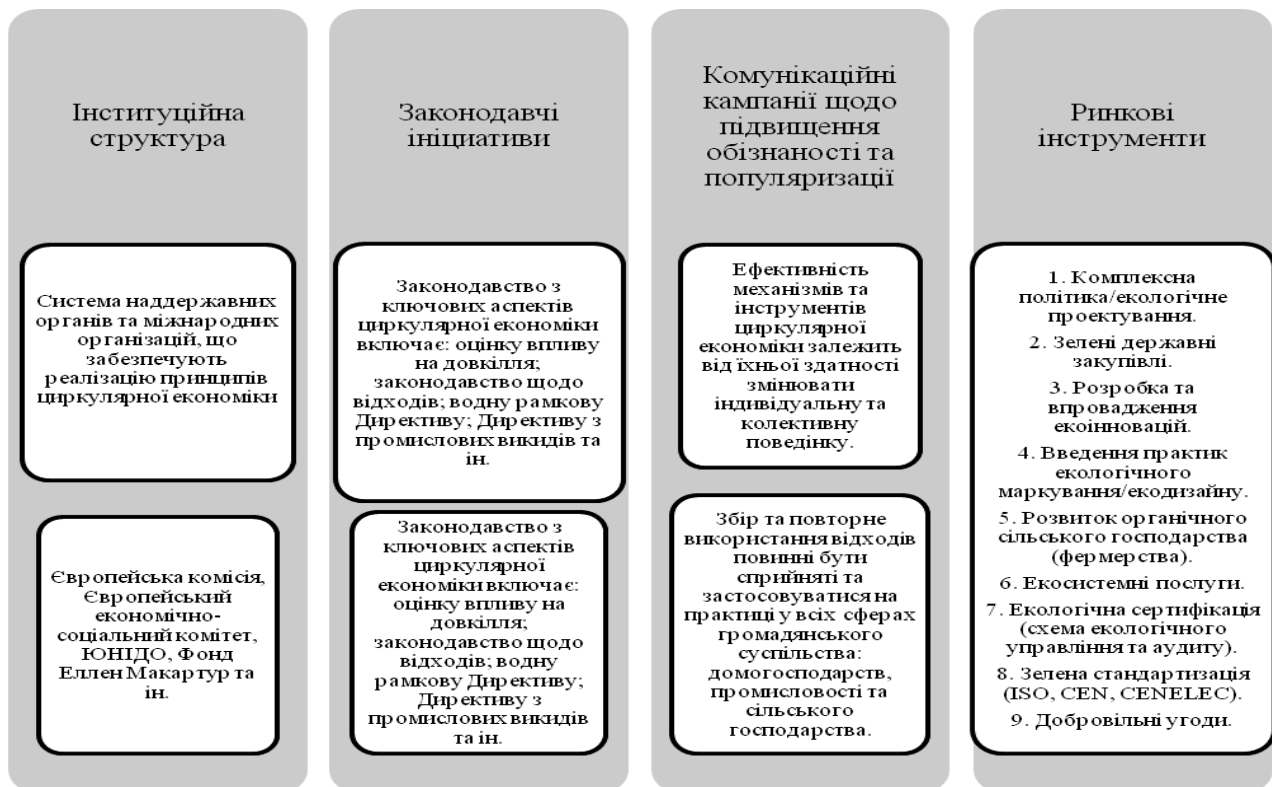 Інституційна
структура
Система наддержавних
органів та міжнародних
організацій, що
забезпечують
реалізацію принципів
циркулярної економіки
Європейська комісія,
Європейський
економічно-
соціальний комітет,
ЮНІДО, Фонд
Еллен Макартур та
ін.
Законодавчі
ініциативи
Законодавство з
ключових аспектів
циркулярної економіки
включає: оцінку впливу
на довкілля;
законодавство щодо
відходів; водну рамкову
Директиву; Директиву з
промислових викидів та
ін.
Законодавство з
ключових аспектів
циркулярної
економіки включає:
оцінку впливу на
довкілля;
законодавство щодо
відходів; водну
рамкову Директиву;
Директиву з
промислових викидів
та ін.
Комунікаційні
кампанії щодо
підвищення
обізнаності та
популяризації
Ефективність
механізмів та
інструментів
циркулярної
економіки залежить
від їхньої здатності
змінювати
індивідуальну та
колективну
поведінку.
Збір та повторне
використання відходів
повинні бути
сприйняті та
застосовуватися на
практиці у всіх сферах
громадянського
суспільства:
домогосподарств,
промисловості та
сільського
господарства.
Ринкові
інструменти
1. Комплексна
політика/екологічне
проектування.
2. Зелені державні
закупівлі.
3. Розробка та
впровадження
екоінновацій.
4. Введення практик
екологічного
маркування/екодизайну.
5. Розвиток органічного
сільського господарства
(фермерства).
6. Екосистемні послуги.
7. Екологічна сертифікація
(схема екологічного
управління та аудиту).
8. Зелена стандартизація
(ISO, CEN, CENELEC).
9. Добровільні угоди.